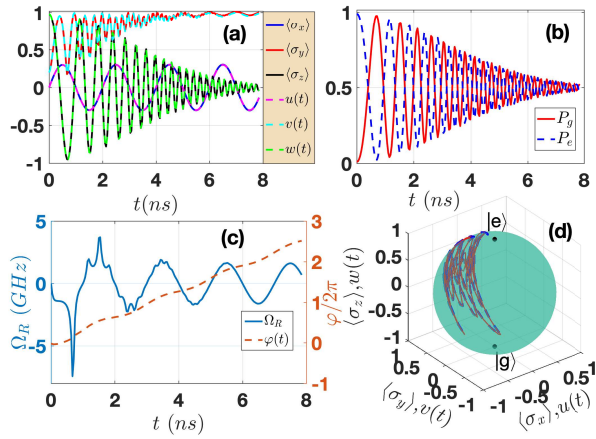 1
0.5
0
-0.5
-1
0 2 4 6 8
t(ns)
(a)
⟨σx⟩
⟨σy⟩
⟨σz⟩
u(t)
v(t)
w(t)
1
0.5
0
0 2 4 6 8
t (ns)
(b)
Pg
Pe
5
0
-5
Ω_R (GHz)
0 2 4 6 8
t (ns)
(c)
Ω_R
φ(t)
3
2
1
0
-1
φ/2π
(d)
|e⟩
|g⟩
1
0.5
0
-0.5
-1
⟨σz⟩,w(t)
1
0.5
0
-0.5
-1
⟨σy⟩,v(t)
-1
-0.5
0
0.5
1
⟨σx⟩,u(t)